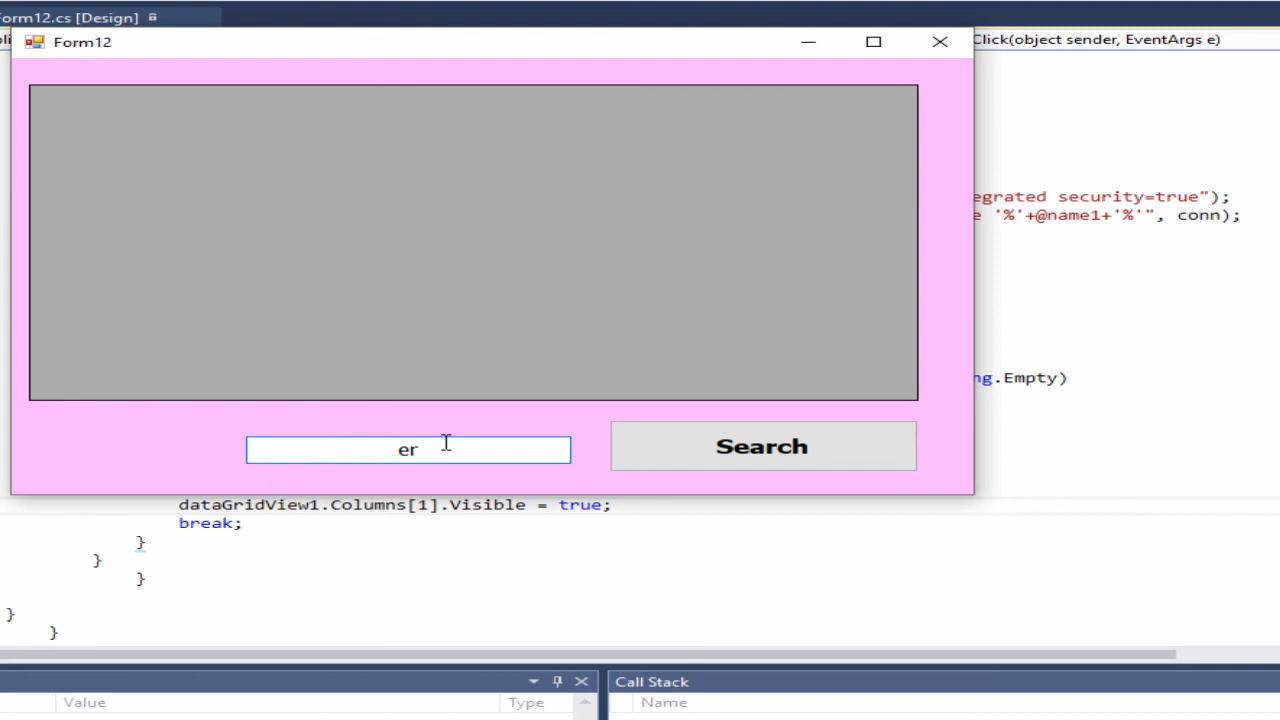 Form12.cs [Design]
Form12
Click(object sender, EventArgs e)
egrated security=true");
e '%'+@name1+'%'", conn);
ng.Empty)
er
Search
dataGridView1.Columns[1].Visible = true;
break;
}
}
}
}
}
Call Stack
Value
Type
Name